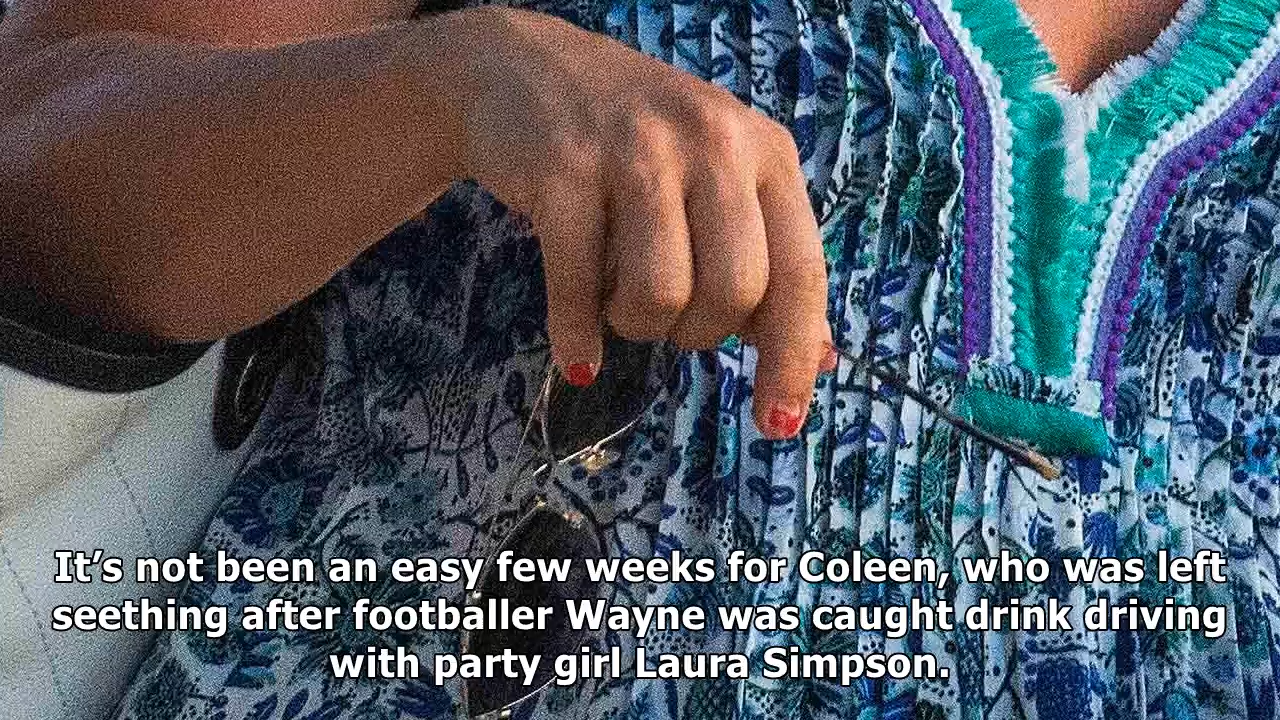 It’s not been an easy few weeks for Coleen, who was left
seething after footballer Wayne was caught drink driving
with party girl Laura Simpson.